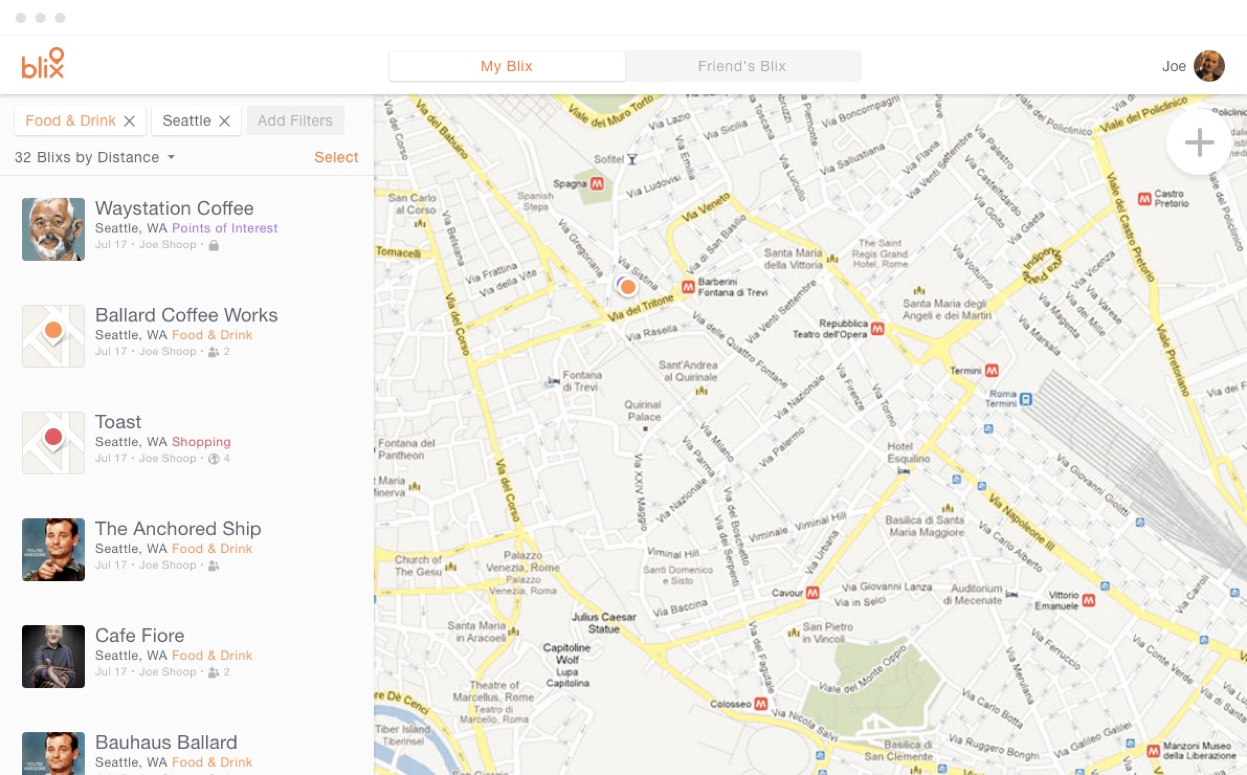 blix
My Blix
Friend's Blix
Joe
Food & Drink
Seattle
Add Filters
32 Blixs by Distance
Select
Waystation Coffee
Seattle, WA Points of Interest
Jul 17 · Joe Shoop ·
Ballard Coffee Works
Seattle, WA Food & Drink
Jul 17 · Joe Shoop · 2
Toast
Seattle, WA Shopping
Jul 17 · Joe Shoop · 4
The Anchored Ship
Seattle, WA Food & Drink
Jul 17 · Joe Shoop ·
Cafe Fiore
Seattle, WA Food & Drink
Jul 17 · Joe Shoop · 2
Bauhaus Ballard
Seattle, WA Food & Drink
Via del Corso
Via del Babuino
Viale del Muro Torto
Via Lazio
Via Sicilia
Via Emilia
Via Toscana
Via Boncompagni
Via Piave
Viale del Policlinico
Viale del Policlinico
Sofitel
Via Ludovisi
Via Lucullo
Via Sallustiana
Via Flavia
Via Venti Settembre
Via Palestro
Via Castelfidardo
Via Goito
Via Gaeta
Castro
Pretorio
Viale del Castro Pretorio
Spagna
Spanish
Steps
San Carlo
al Corso
Via Belsiana
Via Gregoriana
Via Veneto
Via di San Basilio
Tomacelli
Via Frattina
Via della Vite
Via Sistina
Barberini
Fontana di Trevi
Santa Maria
della Vittoria
The Saint
Regis Grand
Hotel, Rome
Via Volturno
Via Vicenza
Via Varese
Via dei Mille
Via Magenta
Via Marsala
Santa Maria degli
Angeli e dei Martiri
Via del Tritone
Via Rasella
Via Venti Settembre
Via delle Quattro Fontane
Repubblica
Teatro dell'Opera
Via del Corso
Viale Pretoriano
Fontana
di Trevi
Sant'Andrea
al Quirinale
Quirinal
Palace
Via Nazionale
Via Firenze
Via Torino
Termini
Roma
Termini
Via Milano
Via Parma
Via Palermo
Hotel
Esquilino
Fontana del
Pantheon
Maria
Minerva
Via del Corso
Via XXIV Maggio
Via Nazionale
Via del Boschetto
Via dei Serpenti
Viminale
Viminal Hill
Via Urbana
Basilica di Santa
Maria Maggiore
Via Giovanni Giolitti
Via Napoleone III
Via Carlo Alberto
Church of
The Gesu
Palazzo
Venezia, Rome
Palazzo
Venezia, Roma
Viminal Hill
Santi Domenico
e Sisto
Cavour
Via Giovanni Lanza
Via in Selci
Auditorium
di Mecenate
Vittorio
Emanuele
Via Cairoli
Via Baccina
Julius Caesar
Statue
Santa Maria
in Aracoeli
Capitoline
Wolf
Lupa
Capitolina
Via del Fagutale
San Pietro
in Vincoli
Viale del Monte Oppio
Via Merulana
Via Ferruccio
Via Conte Verde
Theatre of
Marcellus, Rome
Teatro di
Marcello, Roma
Colosseo
Via Nicola Salvi
Via Carlo Botta
Via Ruggero Bonghi
Via Galileo Galilei
Tiber Island
Tiberinsel
Basilica di
San Clemente
Manzoni Museo
della Liberazione
San Giorgio